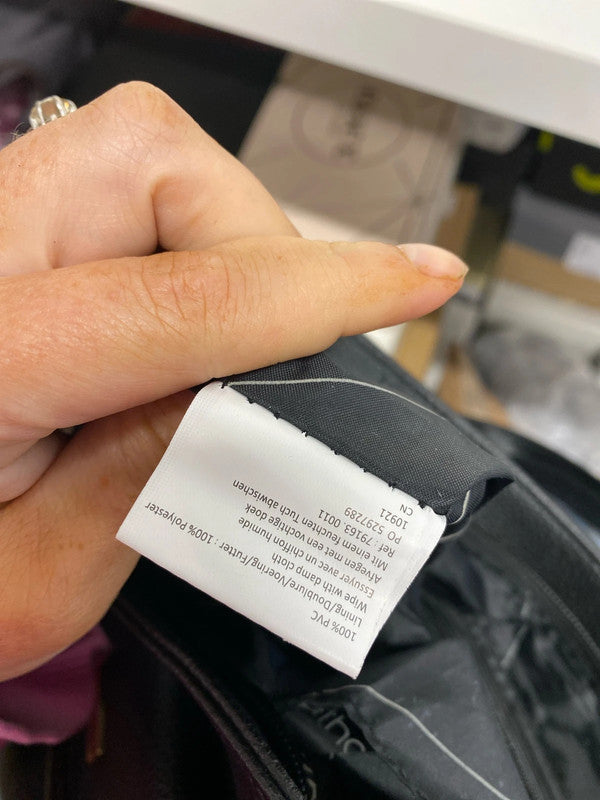 100% PVC
Lining/Doublure/Voering/Futter : 100% Polyester
Wipe with damp cloth
Essuyer avec un chiffon humide
Afvegen met een vochtige doek
Mit einem feuchten Tuch abwischen
Ref : 79163. 0011
PO 5297289
10921
CN